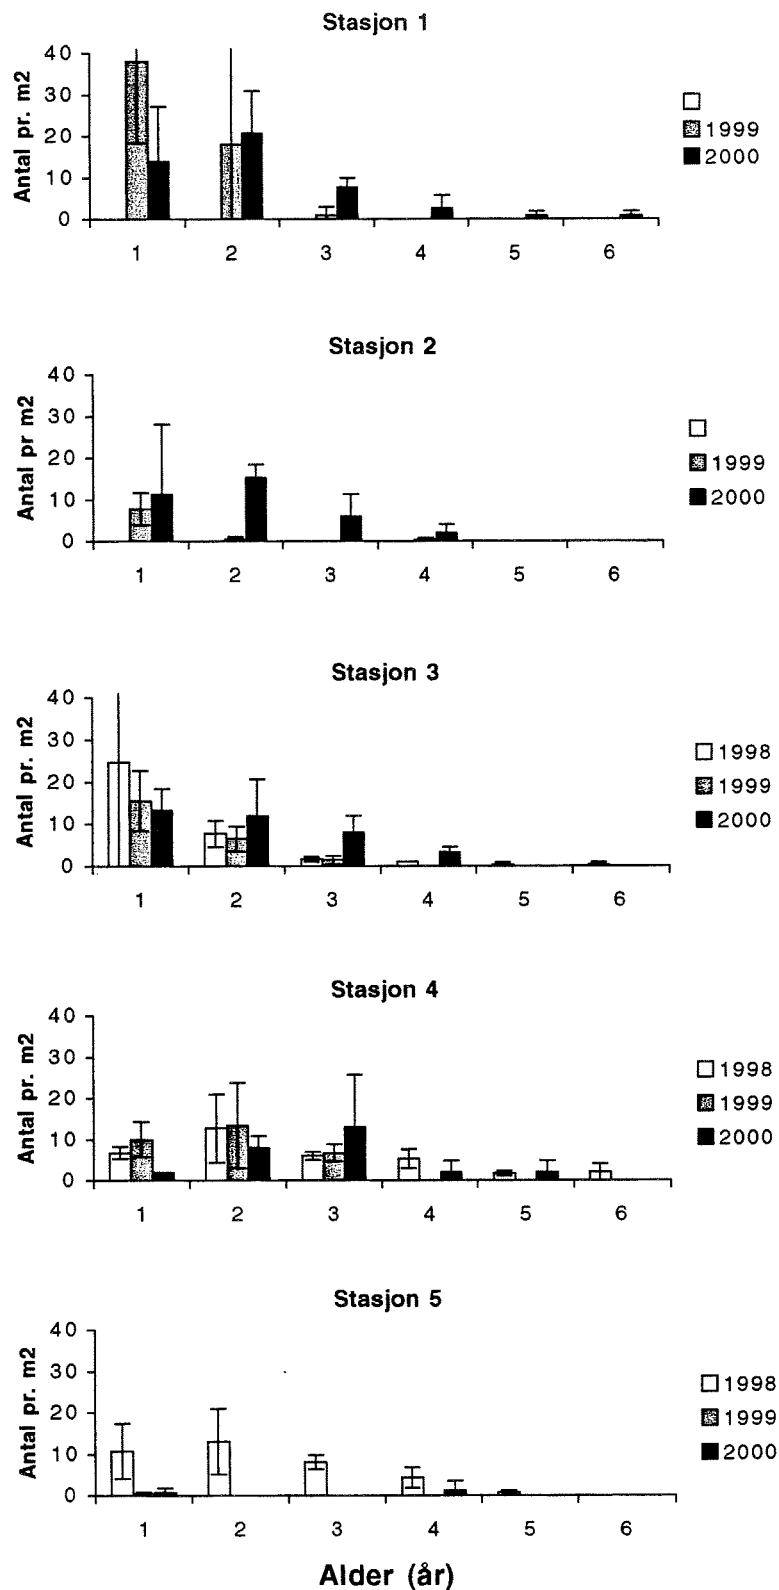 Stasjon 1
Antal pr. m2
40
30
20
10
0
1 2 3 4 5 6
1999
2000
Stasjon 2
Antal pr m2
40
30
20
10
0
1 2 3 4 5 6
1999
2000
Stasjon 3
Antal pr. m2
40
30
20
10
0
1 2 3 4 5 6
1998
1999
2000
Stasjon 4
Antal pr. m2
40
30
20
10
0
1 2 3 4 5 6
1998
1999
2000
Stasjon 5
Antal pr. m2
40
30
20
10
0
1 2 3 4 5 6
1998
1999
2000
Alder (år)